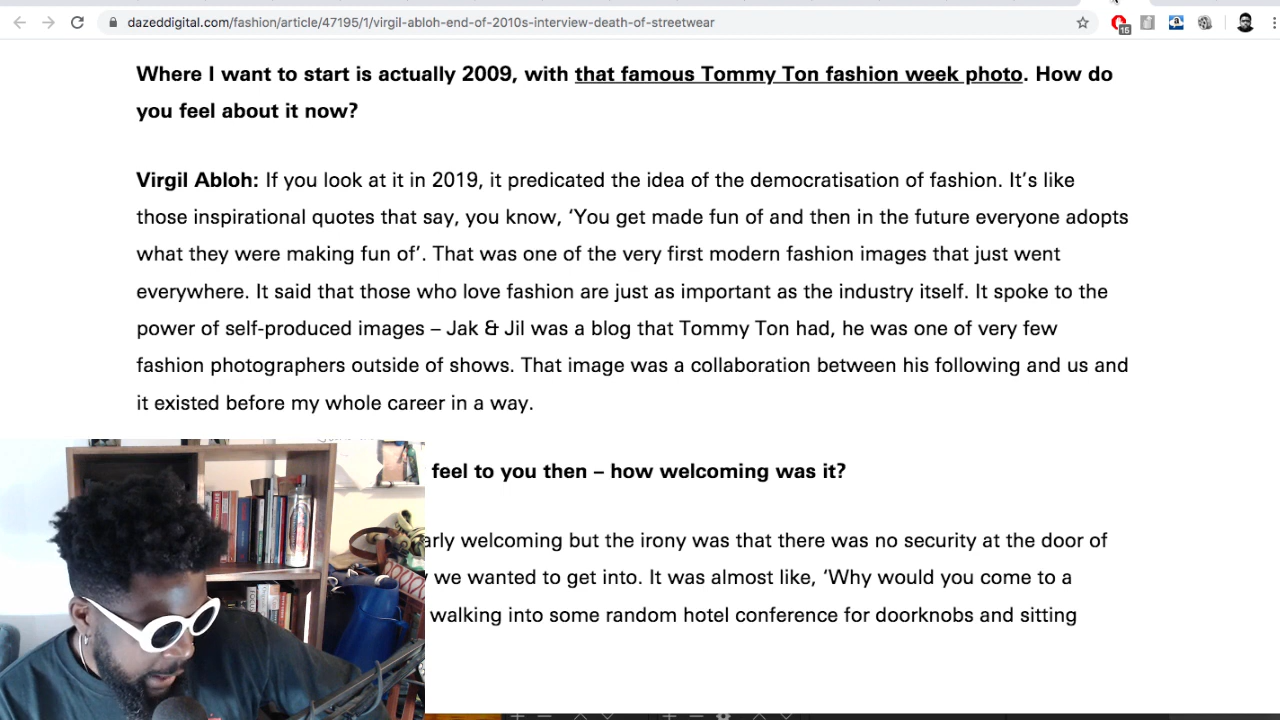 dazeddigital.com/fashion/article/47195/1/virgil-abloh-end-of-2010s-interview-death-of-streetwear
15
Where I want to start is actually 2009, with that famous Tommy Ton fashion week photo. How do
you feel about it now?
Virgil Abloh: If you look at it in 2019, it predicated the idea of the democratisation of fashion. It’s like
those inspirational quotes that say, you know, ‘You get made fun of and then in the future everyone adopts
what they were making fun of’. That was one of the very first modern fashion images that just went
everywhere. It said that those who love fashion are just as important as the industry itself. It spoke to the
power of self-produced images – Jak & Jil was a blog that Tommy Ton had, he was one of very few
fashion photographers outside of shows. That image was a collaboration between his following and us and
it existed before my whole career in a way.
feel to you then – how welcoming was it?
arly welcoming but the irony was that there was no security at the door of
we wanted to get into. It was almost like, ‘Why would you come to a
walking into some random hotel conference for doorknobs and sitting